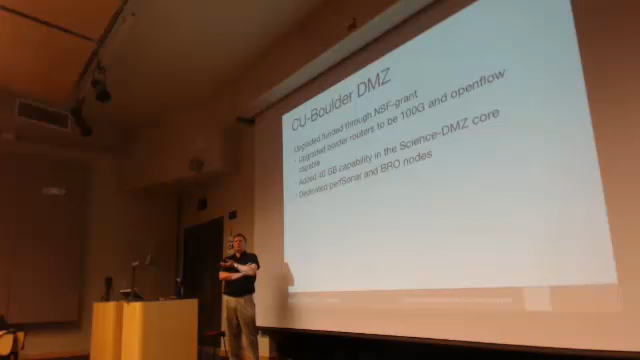 CU-Boulder DMZ
Upgraded funded through NSF-grant
- Upgraded border routers to be 100G and openflow
capable
- Added 40 GB capability in the Science-DMZ core
- Dedicated perfSonar and BRO nodes